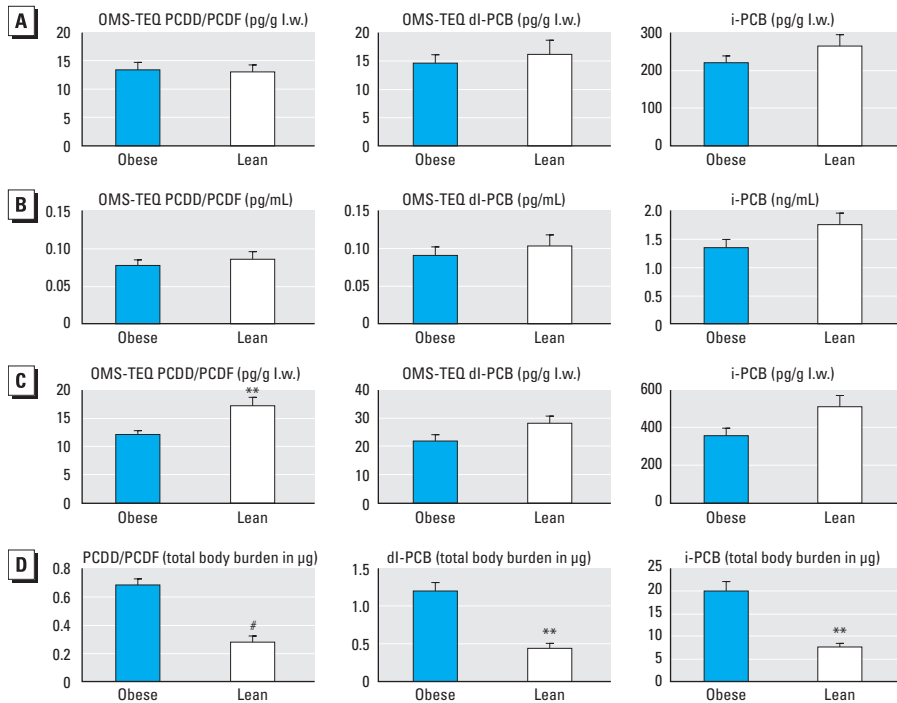 A
OMS-TEQ PCDD/PCDF (pg/g l.w.)
20
15
10
5
0
Obese Lean
OMS-TEQ dl-PCB (pg/g l.w.)
20
15
10
5
0
Obese Lean
i-PCB (pg/g l.w.)
300
200
100
0
Obese Lean
B
OMS-TEQ PCDD/PCDF (pg/mL)
0.15
0.10
0.05
0
Obese Lean
OMS-TEQ dl-PCB (pg/mL)
0.15
0.10
0.05
0
Obese Lean
i-PCB (ng/mL)
2.0
1.5
1.0
0.5
0
Obese Lean
C
OMS-TEQ PCDD/PCDF (pg/g l.w.)
20
**
15
10
5
0
Obese Lean
OMS-TEQ dl-PCB (pg/g l.w.)
40
30
20
10
0
Obese Lean
i-PCB (pg/g l.w.)
600
400
200
0
Obese Lean
D
PCDD/PCDF (total body burden in µg)
0.8
0.6
0.4
#
0.2
0
Obese Lean
dl-PCB (total body burden in µg)
1.5
1.0
**
0.5
0
Obese Lean
i-PCB (total body burden in µg)
25
20
15
10
**
5
0
Obese Lean